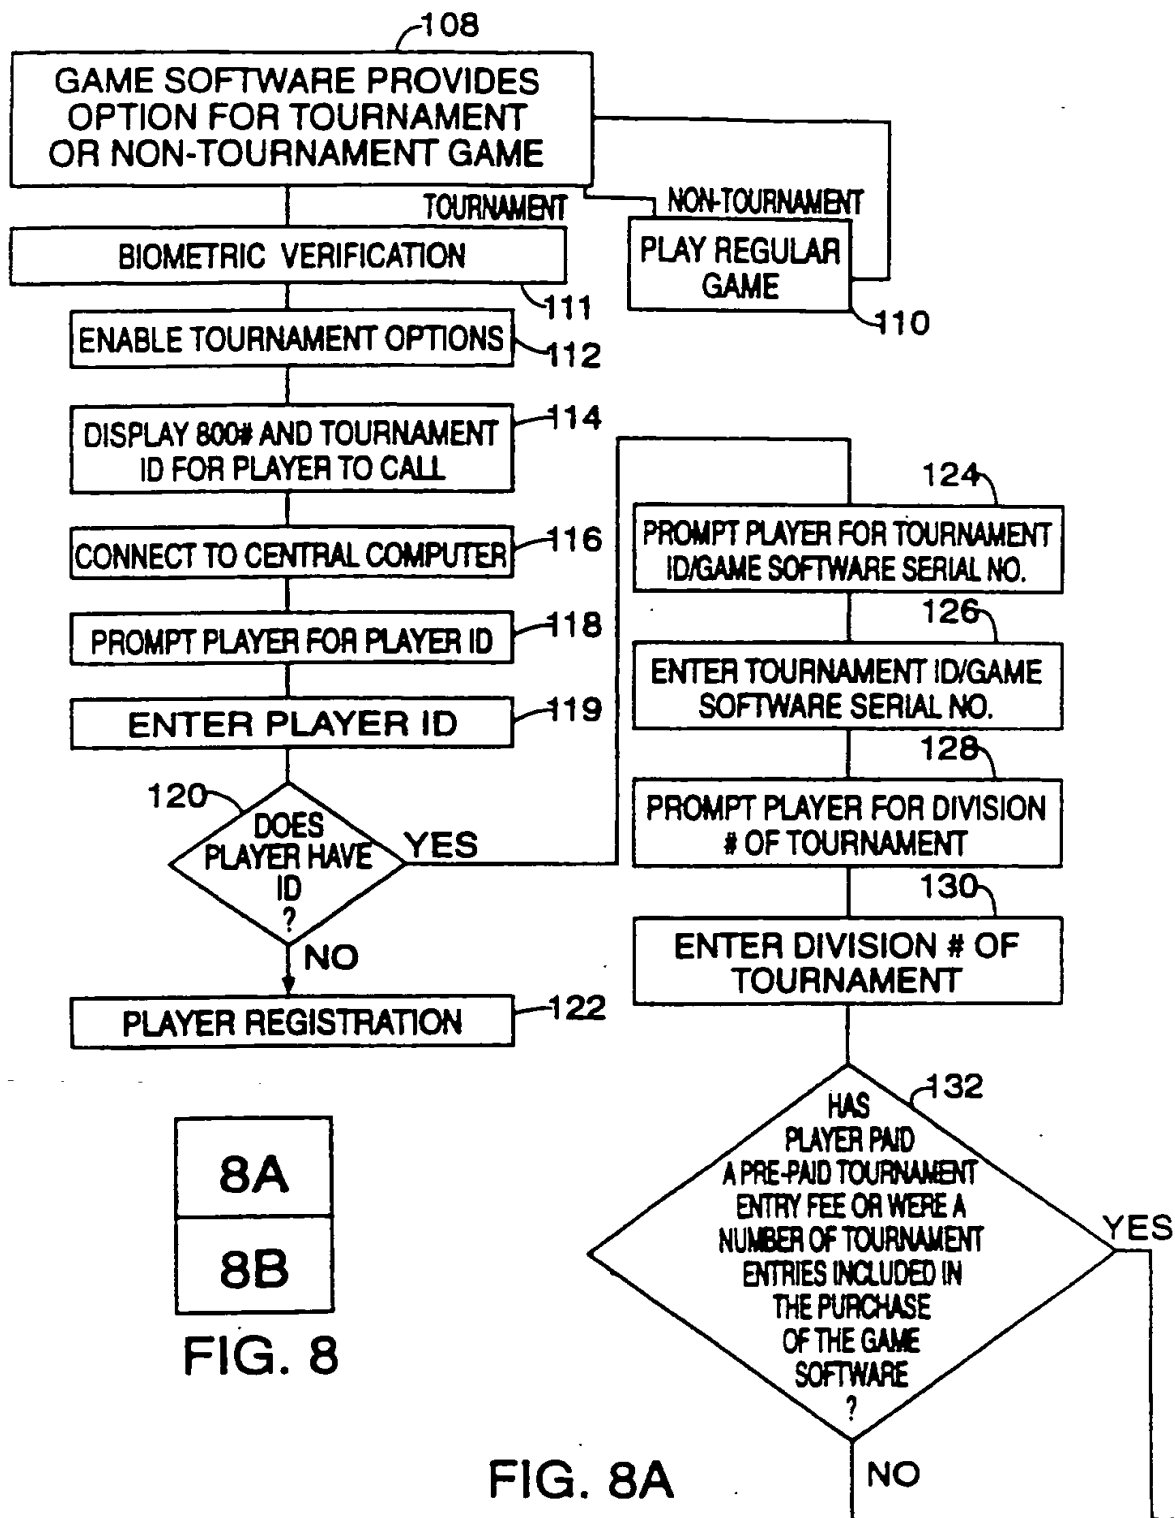 108
GAME SOFTWARE PROVIDES
OPTION FOR TOURNAMENT
OR NON-TOURNAMENT GAME
TOURNAMENT
NON-TOURNAMENT
BIOMETRIC VERIFICATION
111
PLAY REGULAR
GAME
110
ENABLE TOURNAMENT OPTIONS
112
DISPLAY 800# AND TOURNAMENT
ID FOR PLAYER TO CALL
114
CONNECT TO CENTRAL COMPUTER
116
PROMPT PLAYER FOR PLAYER ID
118
ENTER PLAYER ID
119
120
DOES
PLAYER HAVE
ID
?
YES
NO
PLAYER REGISTRATION
122
124
PROMPT PLAYER FOR TOURNAMENT
ID/GAME SOFTWARE SERIAL NO.
126
ENTER TOURNAMENT ID/GAME
SOFTWARE SERIAL NO.
128
PROMPT PLAYER FOR DIVISION
# OF TOURNAMENT
130
ENTER DIVISION # OF
TOURNAMENT
132
HAS
PLAYER PAID
A PRE-PAID TOURNAMENT
ENTRY FEE OR WERE A
NUMBER OF TOURNAMENT
ENTRIES INCLUDED IN
THE PURCHASE
OF THE GAME
SOFTWARE
?
YES
NO
8A
8B
FIG. 8
FIG. 8A